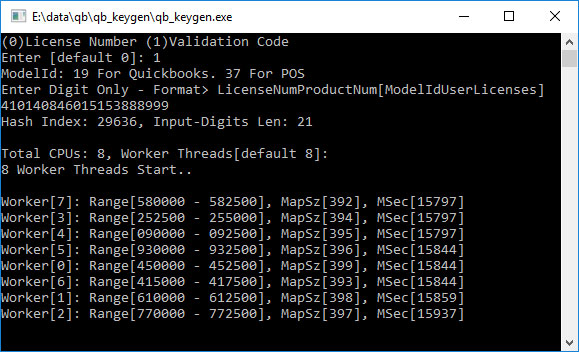 E:\data\qb\qb_keygen\qb_keygen.exe
(0)License Number (1)Validation Code
Enter [default 0]: 1
ModelId: 19 For Quickbooks. 37 For POS
Enter Digit Only - Format> LicenseNumProductNum[ModelIdUserLicenses]
410140846015153888999
Hash Index: 29636, Input-Digits Len: 21
Total CPUs: 8, Worker Threads[default 8]:
8 Worker Threads Start..
Worker[7]: Range[580000 - 582500], MapSz[392], MSec[15797]
Worker[3]: Range[252500 - 255000], MapSz[394], MSec[15797]
Worker[4]: Range[090000 - 092500], MapSz[395], MSec[15797]
Worker[5]: Range[930000 - 932500], MapSz[396], MSec[15844]
Worker[0]: Range[450000 - 452500], MapSz[399], MSec[15844]
Worker[6]: Range[415000 - 417500], MapSz[393], MSec[15844]
Worker[1]: Range[610000 - 612500], MapSz[398], MSec[15859]
Worker[2]: Range[770000 - 772500], MapSz[397], MSec[15937]